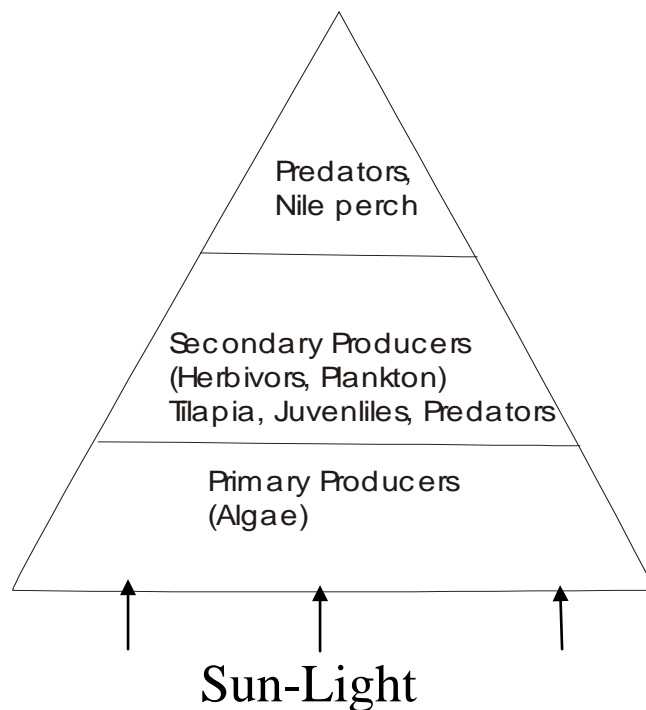 Predators,
Nile perch
Secondary Producers
(Herbivors, Plankton)
Tilapia, Juvenliles, Predators
Primary Producers
(Algae)
Sun-Light